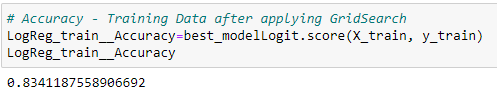 # Accuracy - Training Data after applying GridSearch
LogReg_train__Accuracy=best_modelLogit.score(X_train, y_train)
LogReg_train__Accuracy
0.8341187558906692